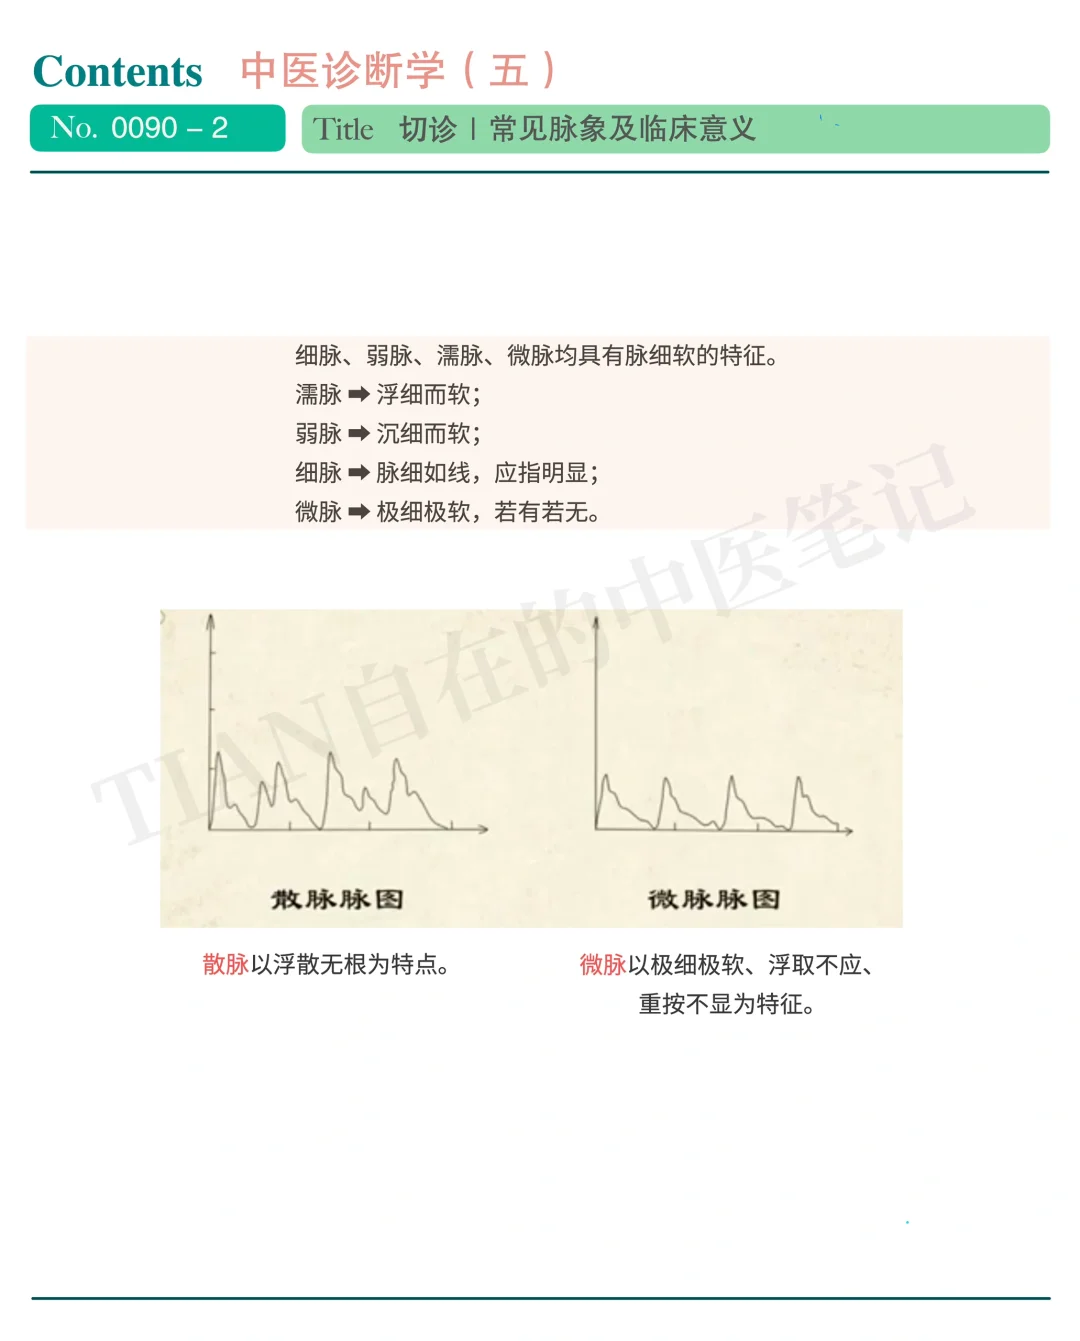 Contents 中医诊断学（五）
No. 0090 – 2 Title 切诊 | 常见脉象及临床意义
细脉、弱脉、濡脉、微脉均具有脉细软的特征。
濡脉 ➡ 浮细而软；
弱脉 ➡ 沉细而软；
细脉 ➡ 脉细如线，应指明显；
微脉 ➡ 极细极软，若有若无。
TIAN自在的中医笔记
散脉脉图 微脉脉图
散脉以浮散无根为特点。
微脉以极细极软、浮取不应、
重按不显为特征。